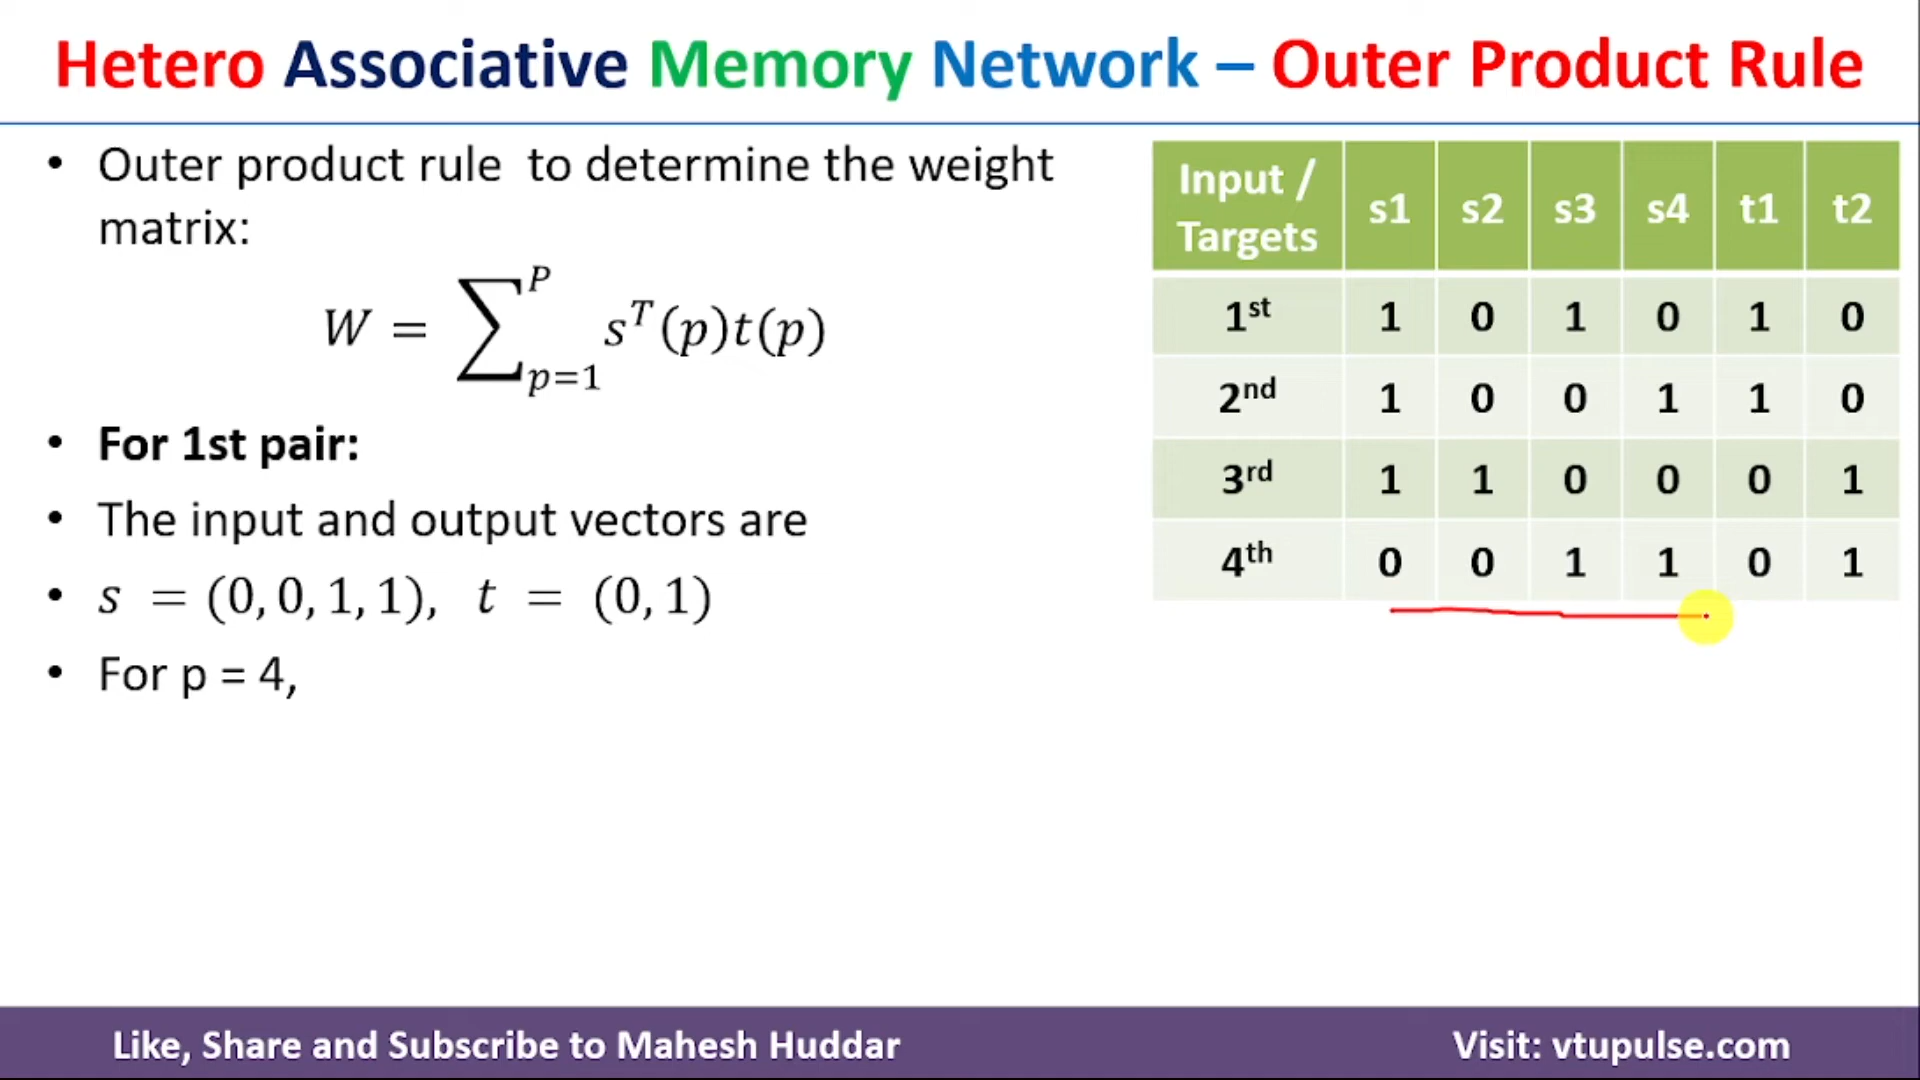 Hetero Associative Memory Network – Outer Product Rule
• Outer product rule to determine the weight
matrix:
W = ∑_{p=1}^{P} s^T(p)t(p)
• For 1st pair:
• The input and output vectors are
• s = (0, 0, 1, 1), t = (0, 1)
• For p = 4,
Input / Targets s1 s2 s3 s4 t1 t2
1st 1 0 1 0 1 0
2nd 1 0 0 1 1 0
3rd 1 1 0 0 0 1
4th 0 0 1 1 0 1
Like, Share and Subscribe to Mahesh Huddar
Visit: vtupulse.com